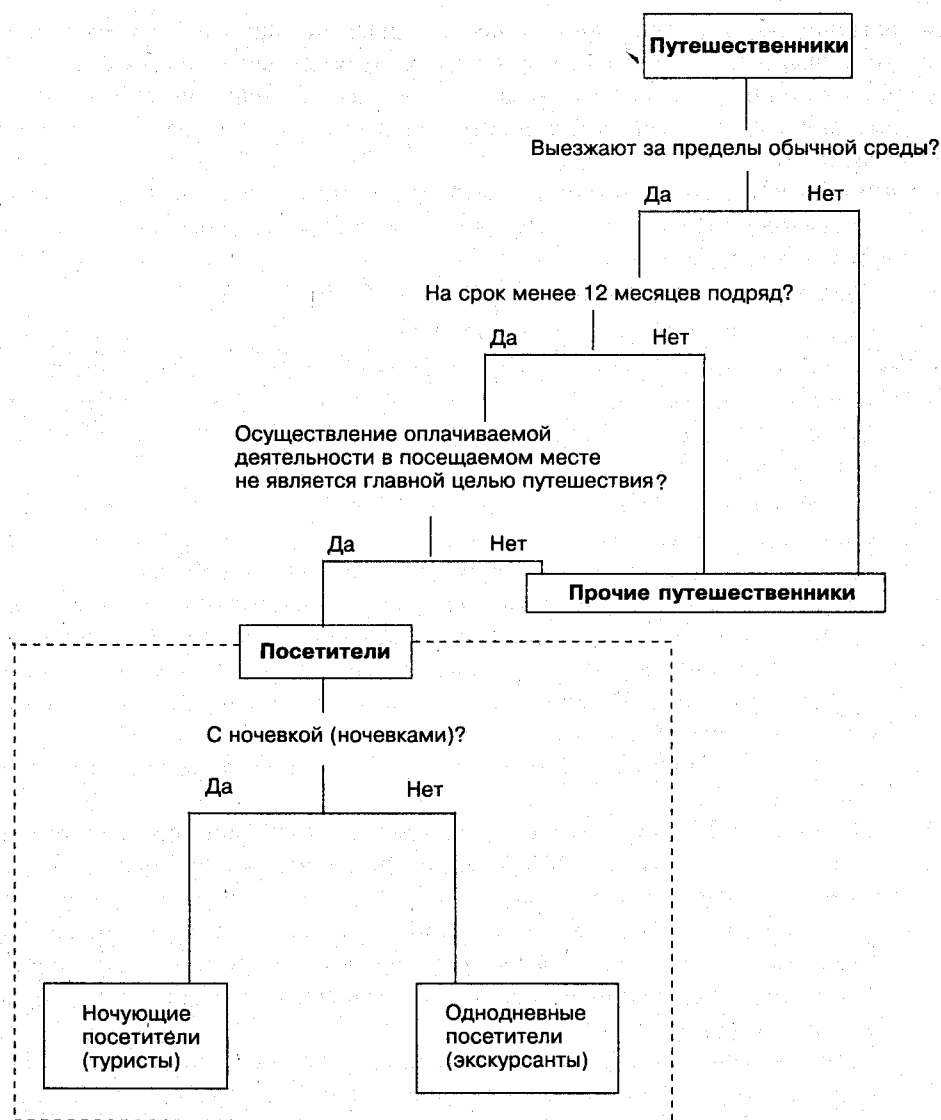 Путешественники
Выезжают за пределы обычной среды?
Да Нет
На срок менее 12 месяцев подряд?
Да Нет
Осуществление оплачиваемой
деятельности в посещаемом месте
не является главной целью путешествия?
Да Нет
Прочие путешественники
Посетители
С ночевкой (ночевками)?
Да Нет
Ночующие
посетители
(туристы)
Однодневные
посетители
(экскурсанты)